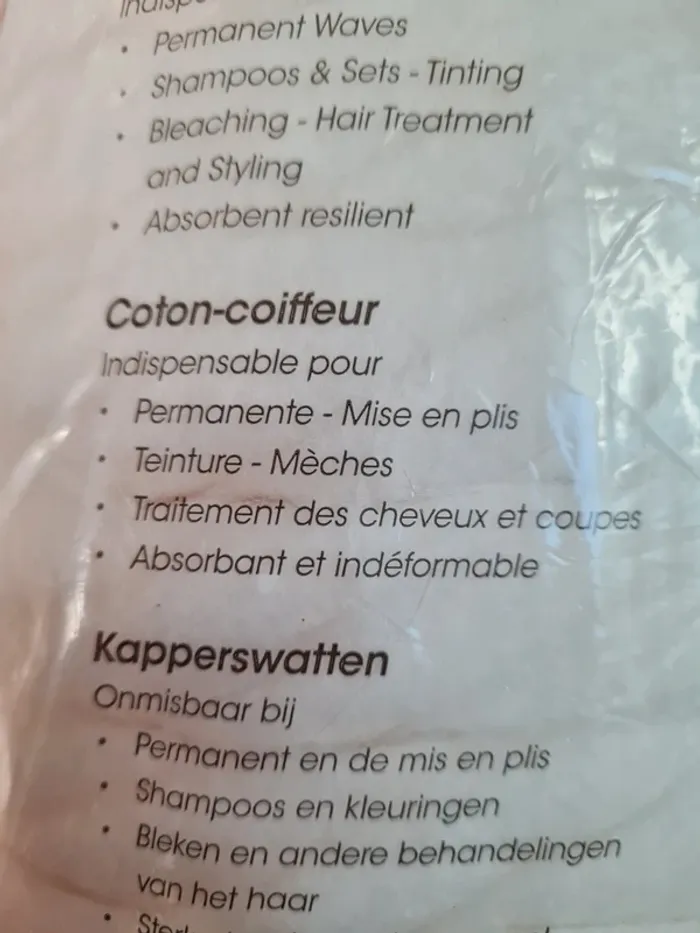 • Permanent Waves
• Shampoos & Sets - Tinting
• Bleaching - Hair Treatment
and Styling
• Absorbent resilient
Coton-coiffeur
Indispensable pour
• Permanente - Mise en plis
• Teinture - Mèches
• Traitement des cheveux et coupes
• Absorbant et indéformable
Kapperswatten
Onmisbaar bij
• Permanent en de mis en plis
• Shampoos en kleuringen
• Bleken en andere behandelingen
van het haar